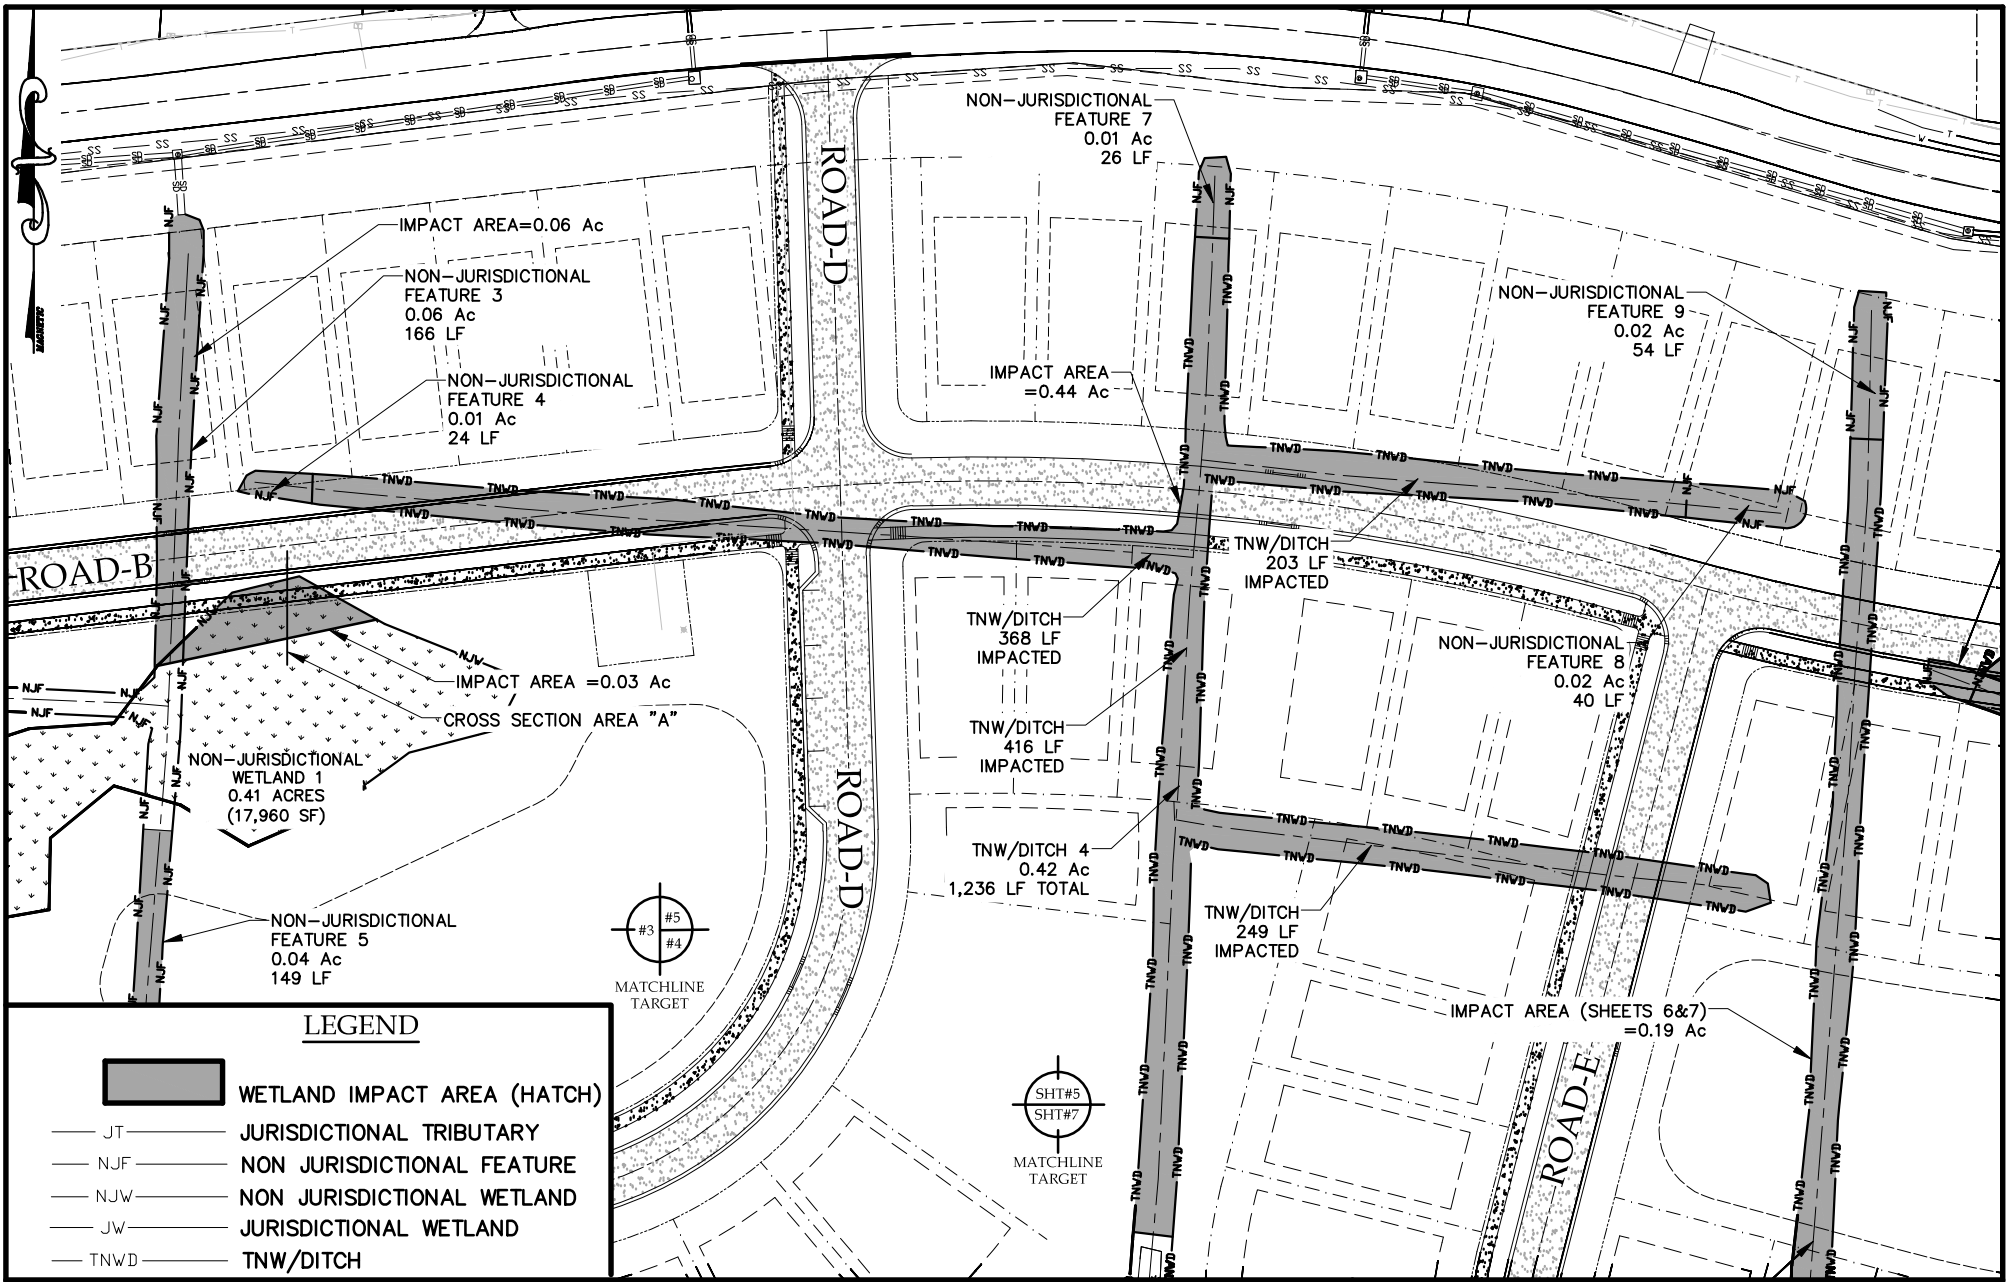 NON-JURISDICTIONAL
FEATURE 7
0.01 Ac
26 LF
ROAD-D
IMPACT AREA=0.06 Ac
NON-JURISDICTIONAL
FEATURE 3
0.06 Ac
166 LF
NON-JURISDICTIONAL
FEATURE 4
0.01 Ac
24 LF
MAGNETIC
IMPACT AREA
=0.44 Ac
NON-JURISDICTIONAL
FEATURE 9
0.02 Ac
54 LF
ROAD-B
TNW/DITCH
203 LF
IMPACTED
TNW/DITCH
368 LF
IMPACTED
NON-JURISDICTIONAL
FEATURE 8
0.02 Ac
40 LF
IMPACT AREA =0.03 Ac
CROSS SECTION AREA "A"
NON-JURISDICTIONAL
WETLAND 1
0.41 ACRES
(17,960 SF)
TNW/DITCH
416 LF
IMPACTED
ROAD-D
TNW/DITCH 4
0.42 Ac
1,236 LF TOTAL
TNW/DITCH
249 LF
IMPACTED
NON-JURISDICTIONAL
FEATURE 5
0.04 Ac
149 LF
#5
#3
#4
MATCHLINE
TARGET
IMPACT AREA (SHEETS 6&7)
=0.19 Ac
ROAD-E
SHT#5
SHT#7
MATCHLINE
TARGET
LEGEND
WETLAND IMPACT AREA (HATCH)
JT JURISDICTIONAL TRIBUTARY
NJF NON JURISDICTIONAL FEATURE
NJW NON JURISDICTIONAL WETLAND
JW JURISDICTIONAL WETLAND
TNWD TNW/DITCH